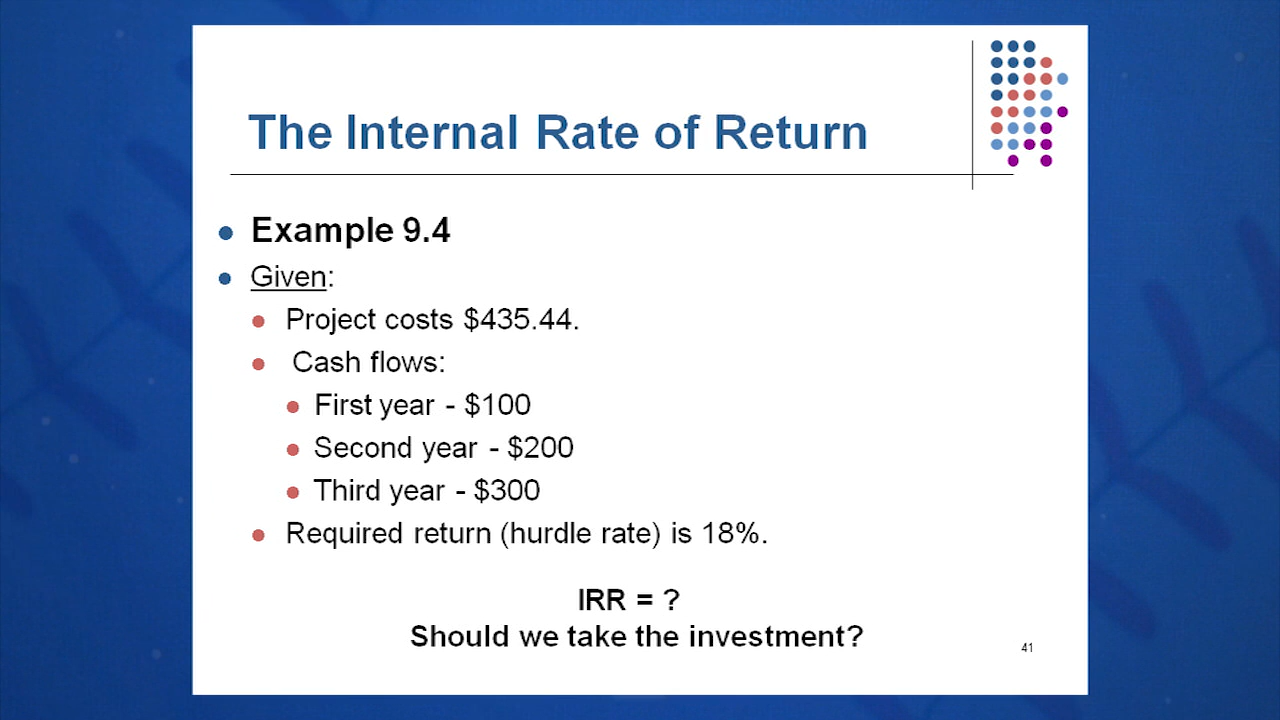 The Internal Rate of Return
Example 9.4
Given:
Project costs $435.44.
Cash flows:
First year - $100
Second year - $200
Third year - $300
Required return (hurdle rate) is 18%.
IRR = ?
Should we take the investment?
41